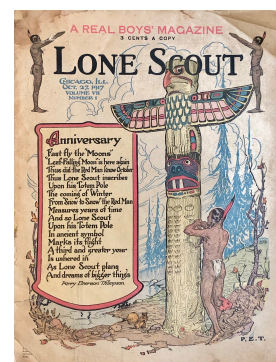 A REAL BOYS' MAGAZINE
3 CENTS A COPY
LONE SCOUT
CHICAGO, ILL.
OCT. 27, 1917
VOLUME VII
NUMBER 1
Anniversary
Fast fly the "Moons"
"Leaf-Falling Moon" is here again
Thus did the Red Man know October
Thus Lone Scout inscribes
Upon his Totem Pole
The coming of Winter
From "Snow to Snow" the Red Man
Measures years of time
And so Lone Scout
Upon his Totem Pole
In ancient symbol
Marks its flight
A third and greater year
Is ushered in
As Lone Scout plans
And dreams of bigger things
Perry Emerson Thompson.
P.E.T.